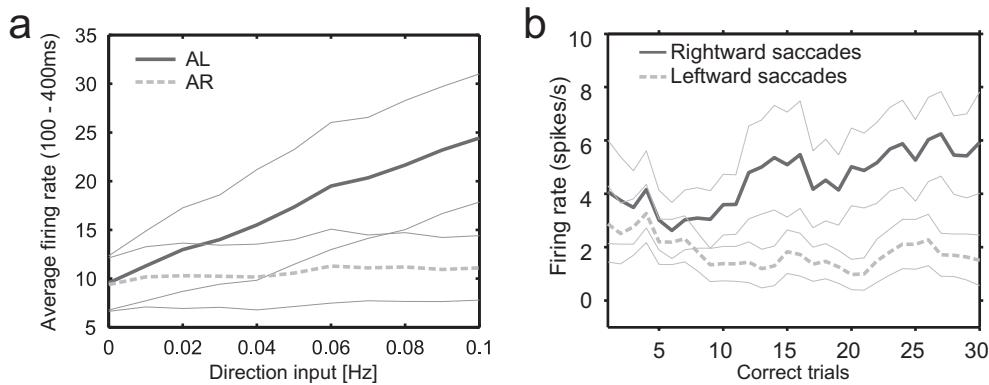 a
35
30
25
20
15
10
5
Average firing rate (100 - 400ms)
AL
AR
0
0.02
0.04
0.06
0.08
0.1
Direction input [Hz]
b
10
8
6
4
2
0
Firing rate (spikes/s)
Rightward saccades
Leftward saccades
5
10
15
20
25
30
Correct trials